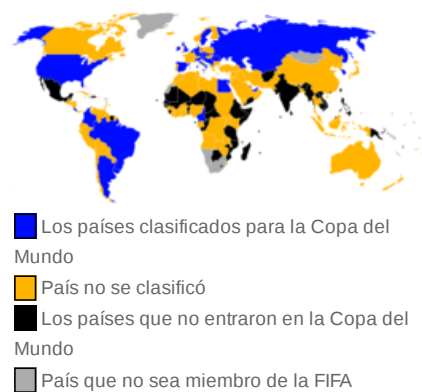 Los países clasificados para la Copa del
Mundo
País no se clasificó
Los países que no entraron en la Copa del
Mundo
País que no sea miembro de la FIFA